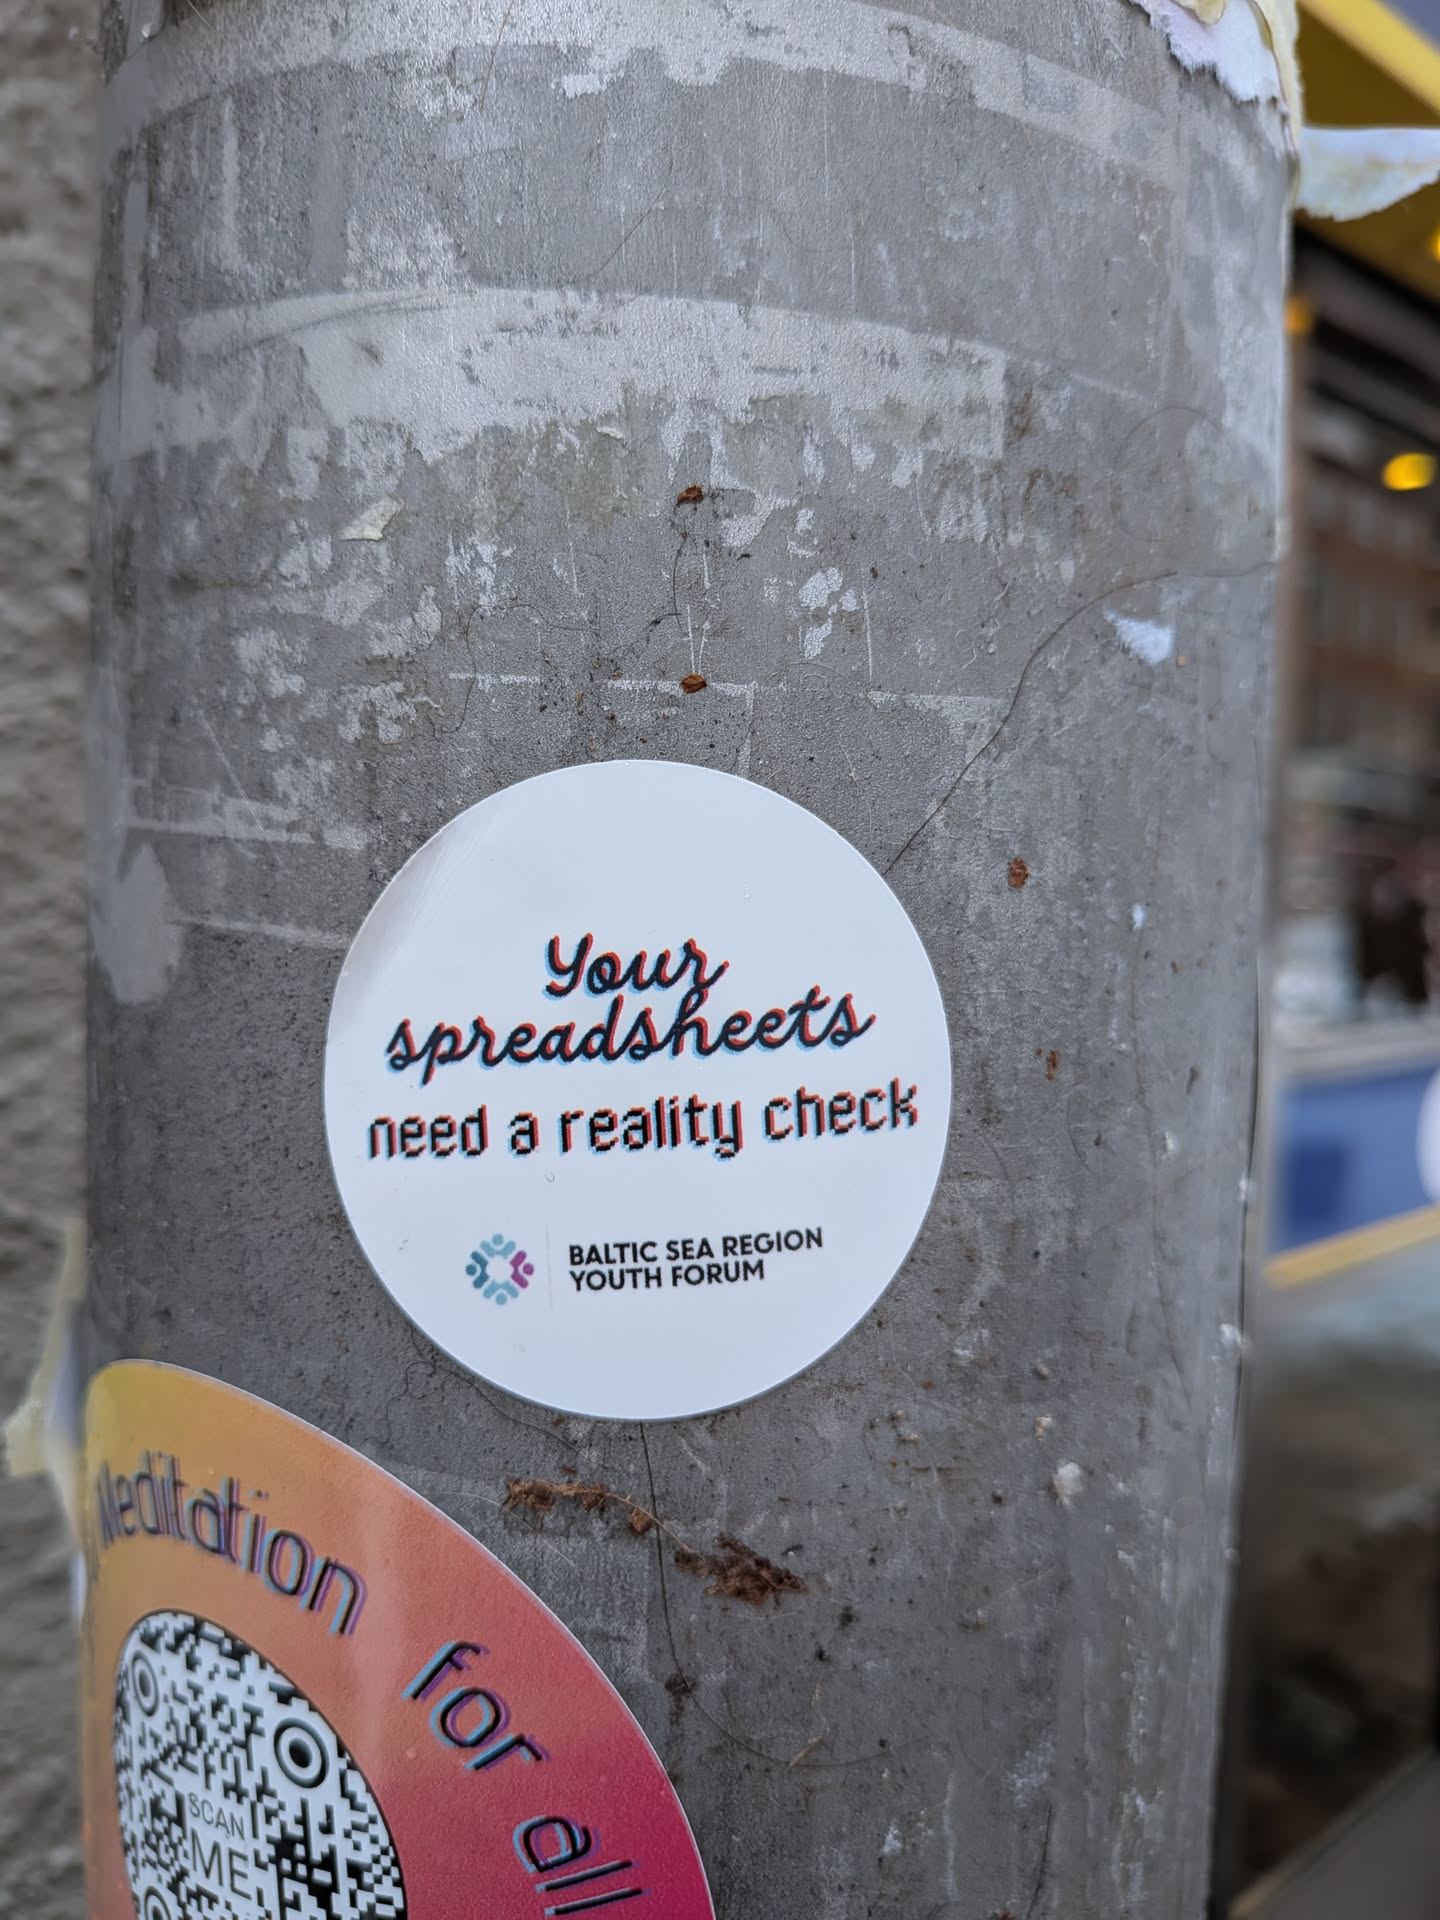 Your
spreadsheets
need a reality check
BALTIC SEA REGION
YOUTH FORUM
Meditation for all
SCAN
ME